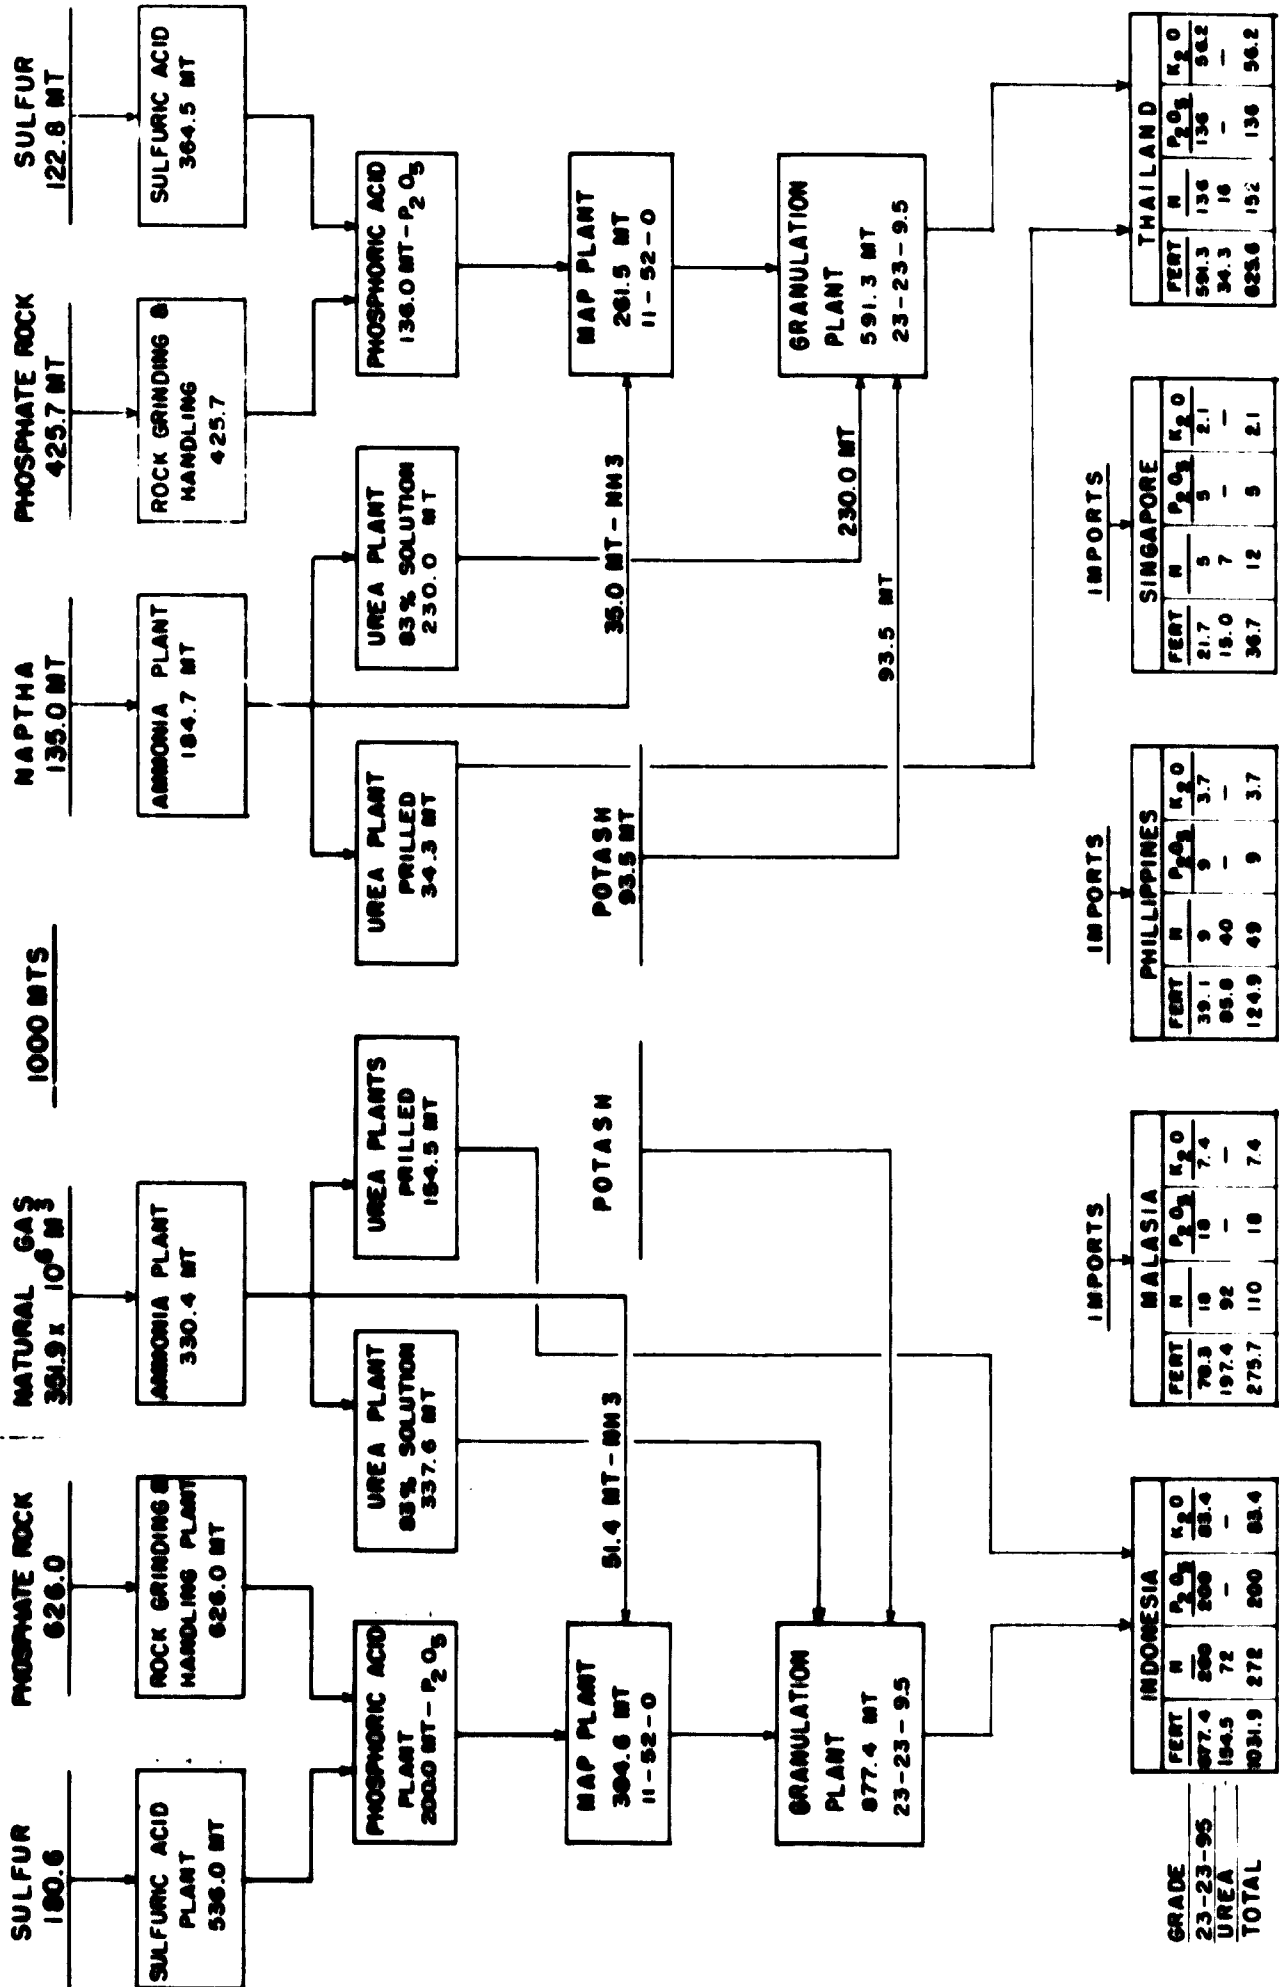 1000 MTS
SULFUR
180.6
PHOSPHATE ROCK
626.0
NATURAL GAS
351.9 x 10⁶ M³
NAPTHA
135.0 MT
PHOSPHATE ROCK
425.7 MT
SULFUR
122.8 MT
SULFURIC ACID
PLANT
536.0 MT
ROCK GRINDING &
HANDLING PLANT
626.0 MT
AMMONIA PLANT
330.4 MT
AMMONIA PLANT
184.7 MT
ROCK GRINDING &
HANDLING
425.7
SULFURIC ACID
364.5 MT
PHOSPHORIC ACID
PLANT
200.0 MT-P₂O₅
UREA PLANT
83% SOLUTION
337.6 MT
UREA PLANTS
PRILLED
154.5 MT
UREA PLANT
PRILLED
34.3 MT
UREA PLANT
83% SOLUTION
230.0 MT
PHOSPHORIC ACID
136.0 MT-P₂O₅
MAP PLANT
384.6 MT
11-52-0
51.4 MT-NH3
POTASH
POTASH
93.5 MT
35.0 MT-NH3
MAP PLANT
261.5 MT
11-52-0
GRANULATION
PLANT
877.4 MT
23-23-9.5
230.0 MT
93.5 MT
GRANULATION
PLANT
591.3 MT
23-23-9.5
GRADE
23-23-95
UREA
TOTAL
INDONESIA
FERT N P₂O₅ K₂O
877.4 200 200 83.4
154.5 72 - -
1031.9 272 200 83.4
IMPORTS
MALASIA
FERT N P₂O₅ K₂O
78.3 18 18 7.4
197.4 92 - -
275.7 110 18 7.4
IMPORTS
PHILLIPPINES
FERT N P₂O₅ K₂O
39.1 9 9 3.7
85.8 40 - -
124.9 49 9 3.7
IMPORTS
SINGAPORE
FERT N P₂O₅ K₂O
21.7 5 5 2.1
15.0 7 - -
36.7 12 5 2.1
THAILAND
FERT N P₂O₅ K₂O
591.3 136 136 56.2
34.3 16 - -
625.6 152 136 56.2